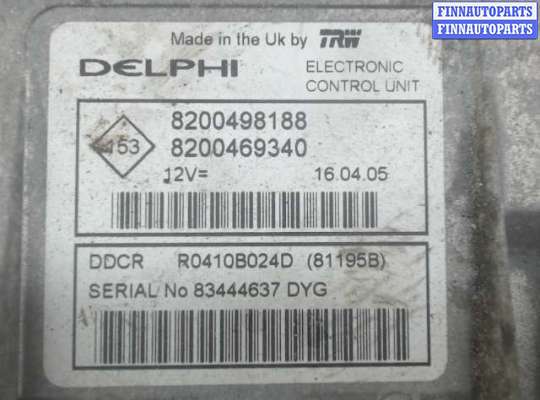 FINNAUTOPARTS
FINNAUTOPARTS
Made in the Uk by TRW
DELPHI
ELECTRONIC
CONTROL UNIT
153
8200498188
8200469340
12V=
16.04.05
DDCR R0410B024D (81195B)
SERIAL No 83444637 DYG